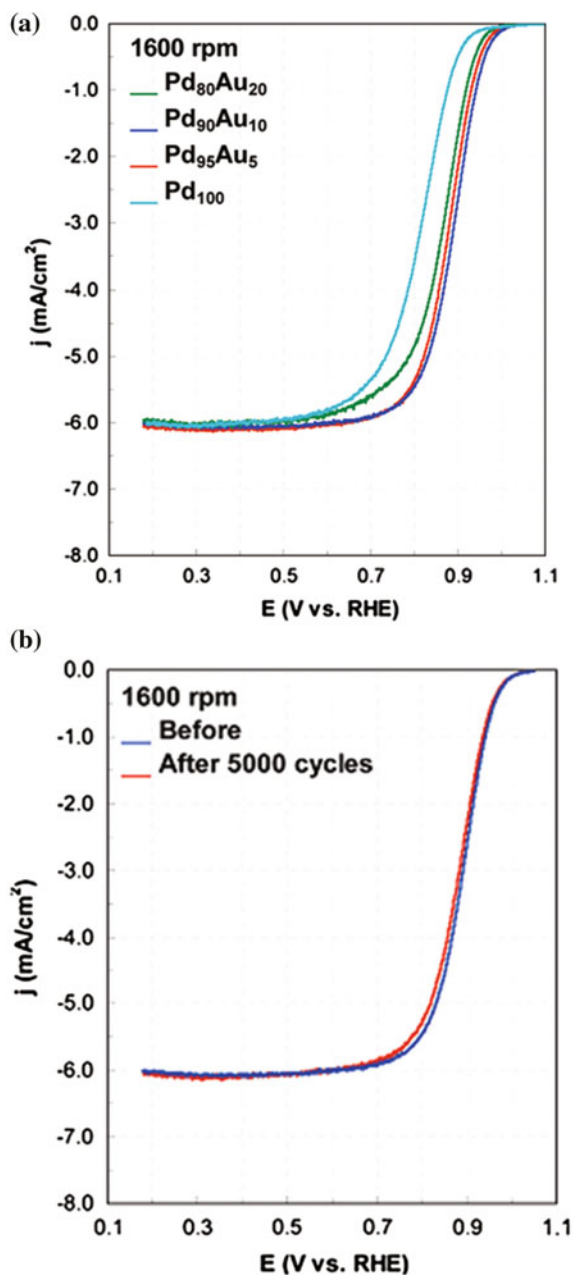 (a)
0.0
-1.0
-2.0
-3.0
-4.0
-5.0
-6.0
-7.0
-8.0
j (mA/cm²)
1600 rpm
Pd₈₀Au₂₀
Pd₉₀Au₁₀
Pd₉₅Au₅
Pd₁₀₀
0.1 0.3 0.5 0.7 0.9 1.1
E (V vs. RHE)
(b)
0.0
-1.0
-2.0
-3.0
-4.0
-5.0
-6.0
-7.0
-8.0
j (mA/cm²)
1600 rpm
Before
After 5000 cycles
0.1 0.3 0.5 0.7 0.9 1.1
E (V vs. RHE)